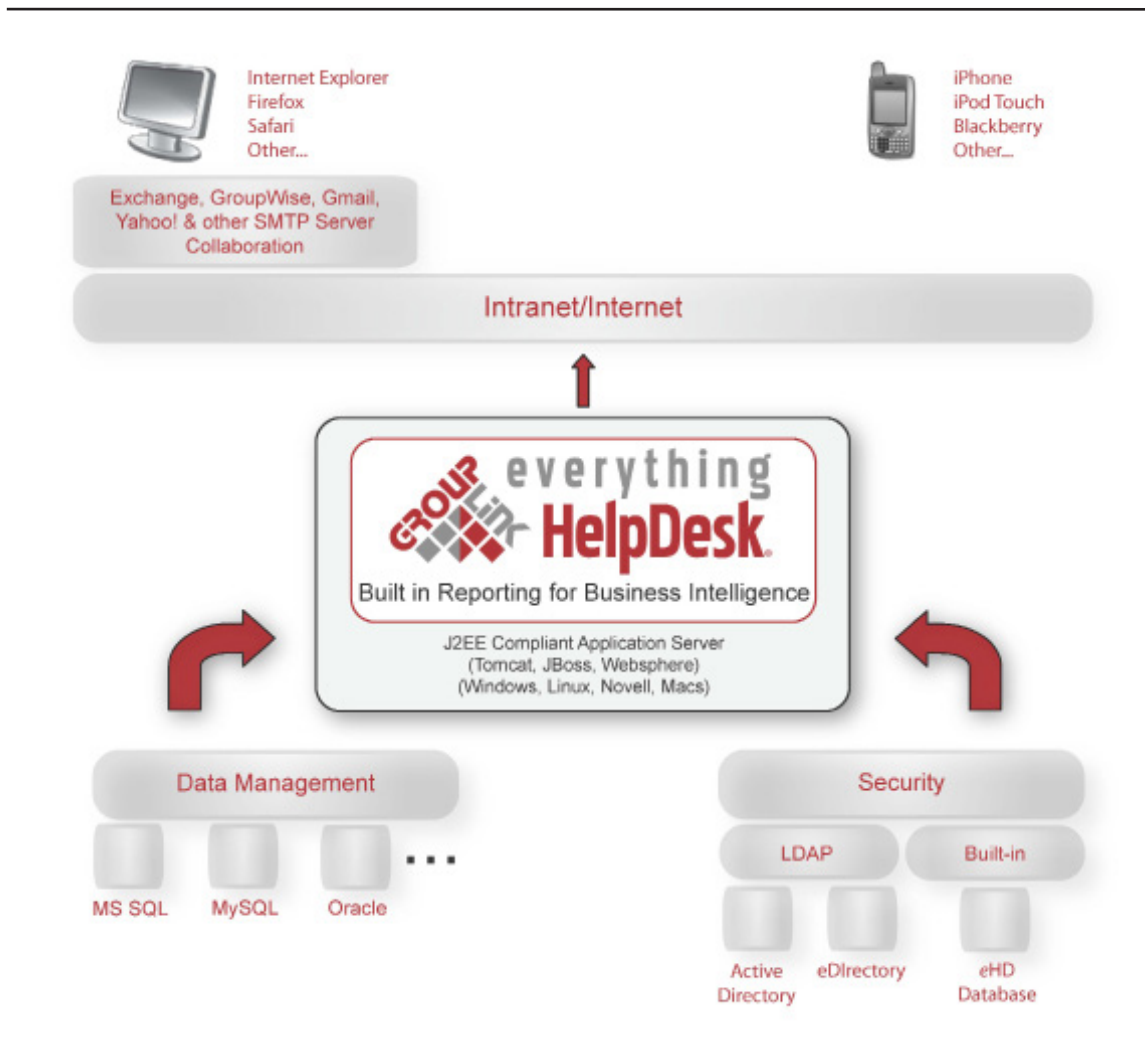 Internet Explorer
Firefox
Safari
Other...
iPhone
iPod Touch
Blackberry
Other...
Exchange, GroupWise, Gmail,
Yahoo! & other SMTP Server
Collaboration
Intranet/Internet
GROUP
Link
everything
HelpDesk.
Built in Reporting for Business Intelligence
J2EE Compliant Application Server
(Tomcat, JBoss, Websphere)
(Windows, Linux, Novell, Macs)
Data Management
MS SQL
MySQL
Oracle
...
Security
LDAP
Built-in
Active
Directory
eDIrectory
eHD
Database